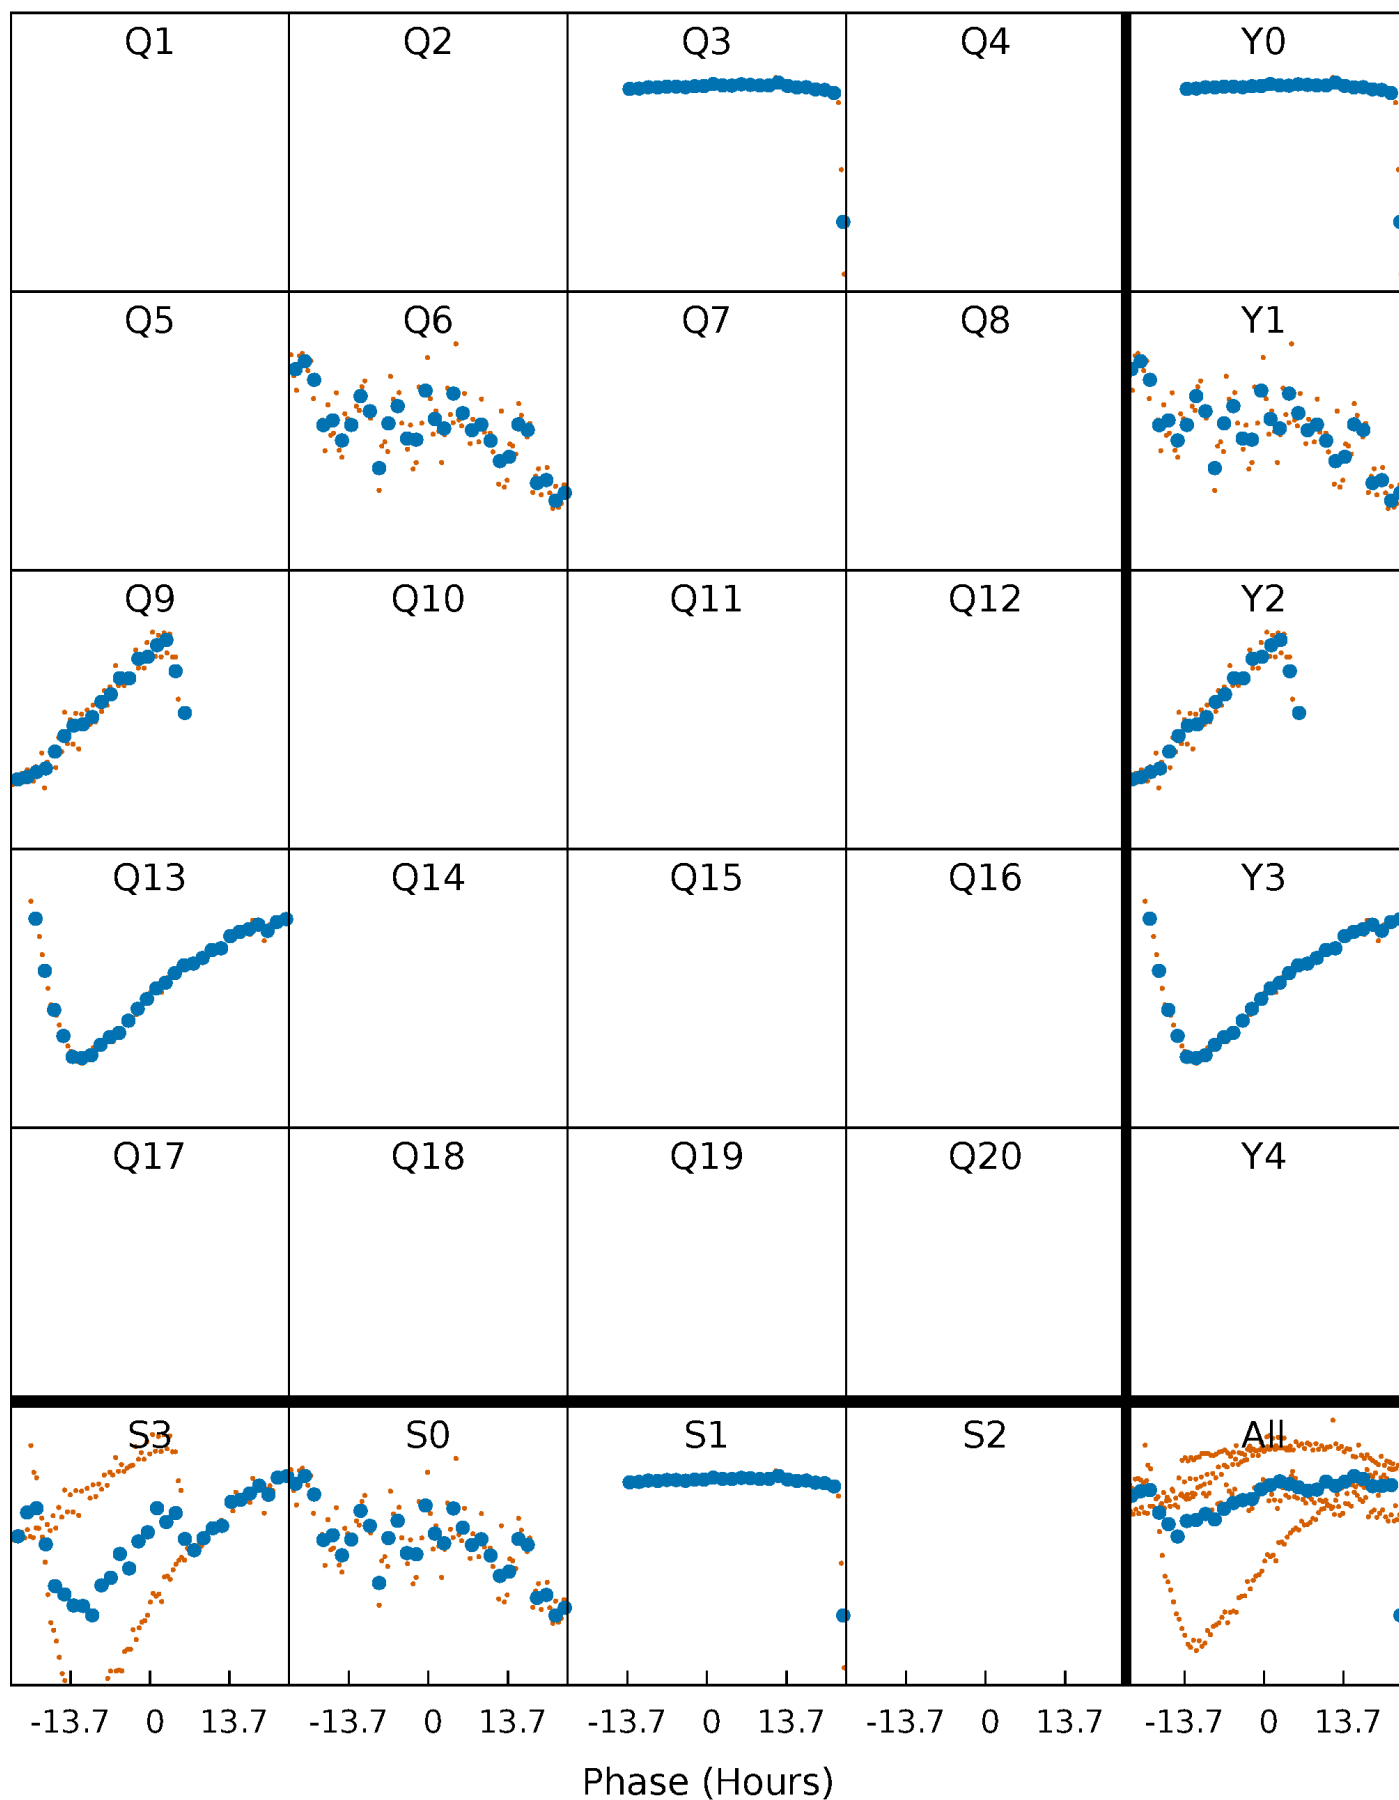 Q1 Q2 Q3 Q4 Y0
Q5 Q6 Q7 Q8 Y1
Q9 Q10 Q11 Q12 Y2
Q13 Q14 Q15 Q16 Y3
Q17 Q18 Q19 Q20 Y4
S3 S0 S1 S2 All
-13.7 0 13.7 -13.7 0 13.7 -13.7 0 13.7 -13.7 0 13.7 -13.7 0 13.7
Phase (Hours)